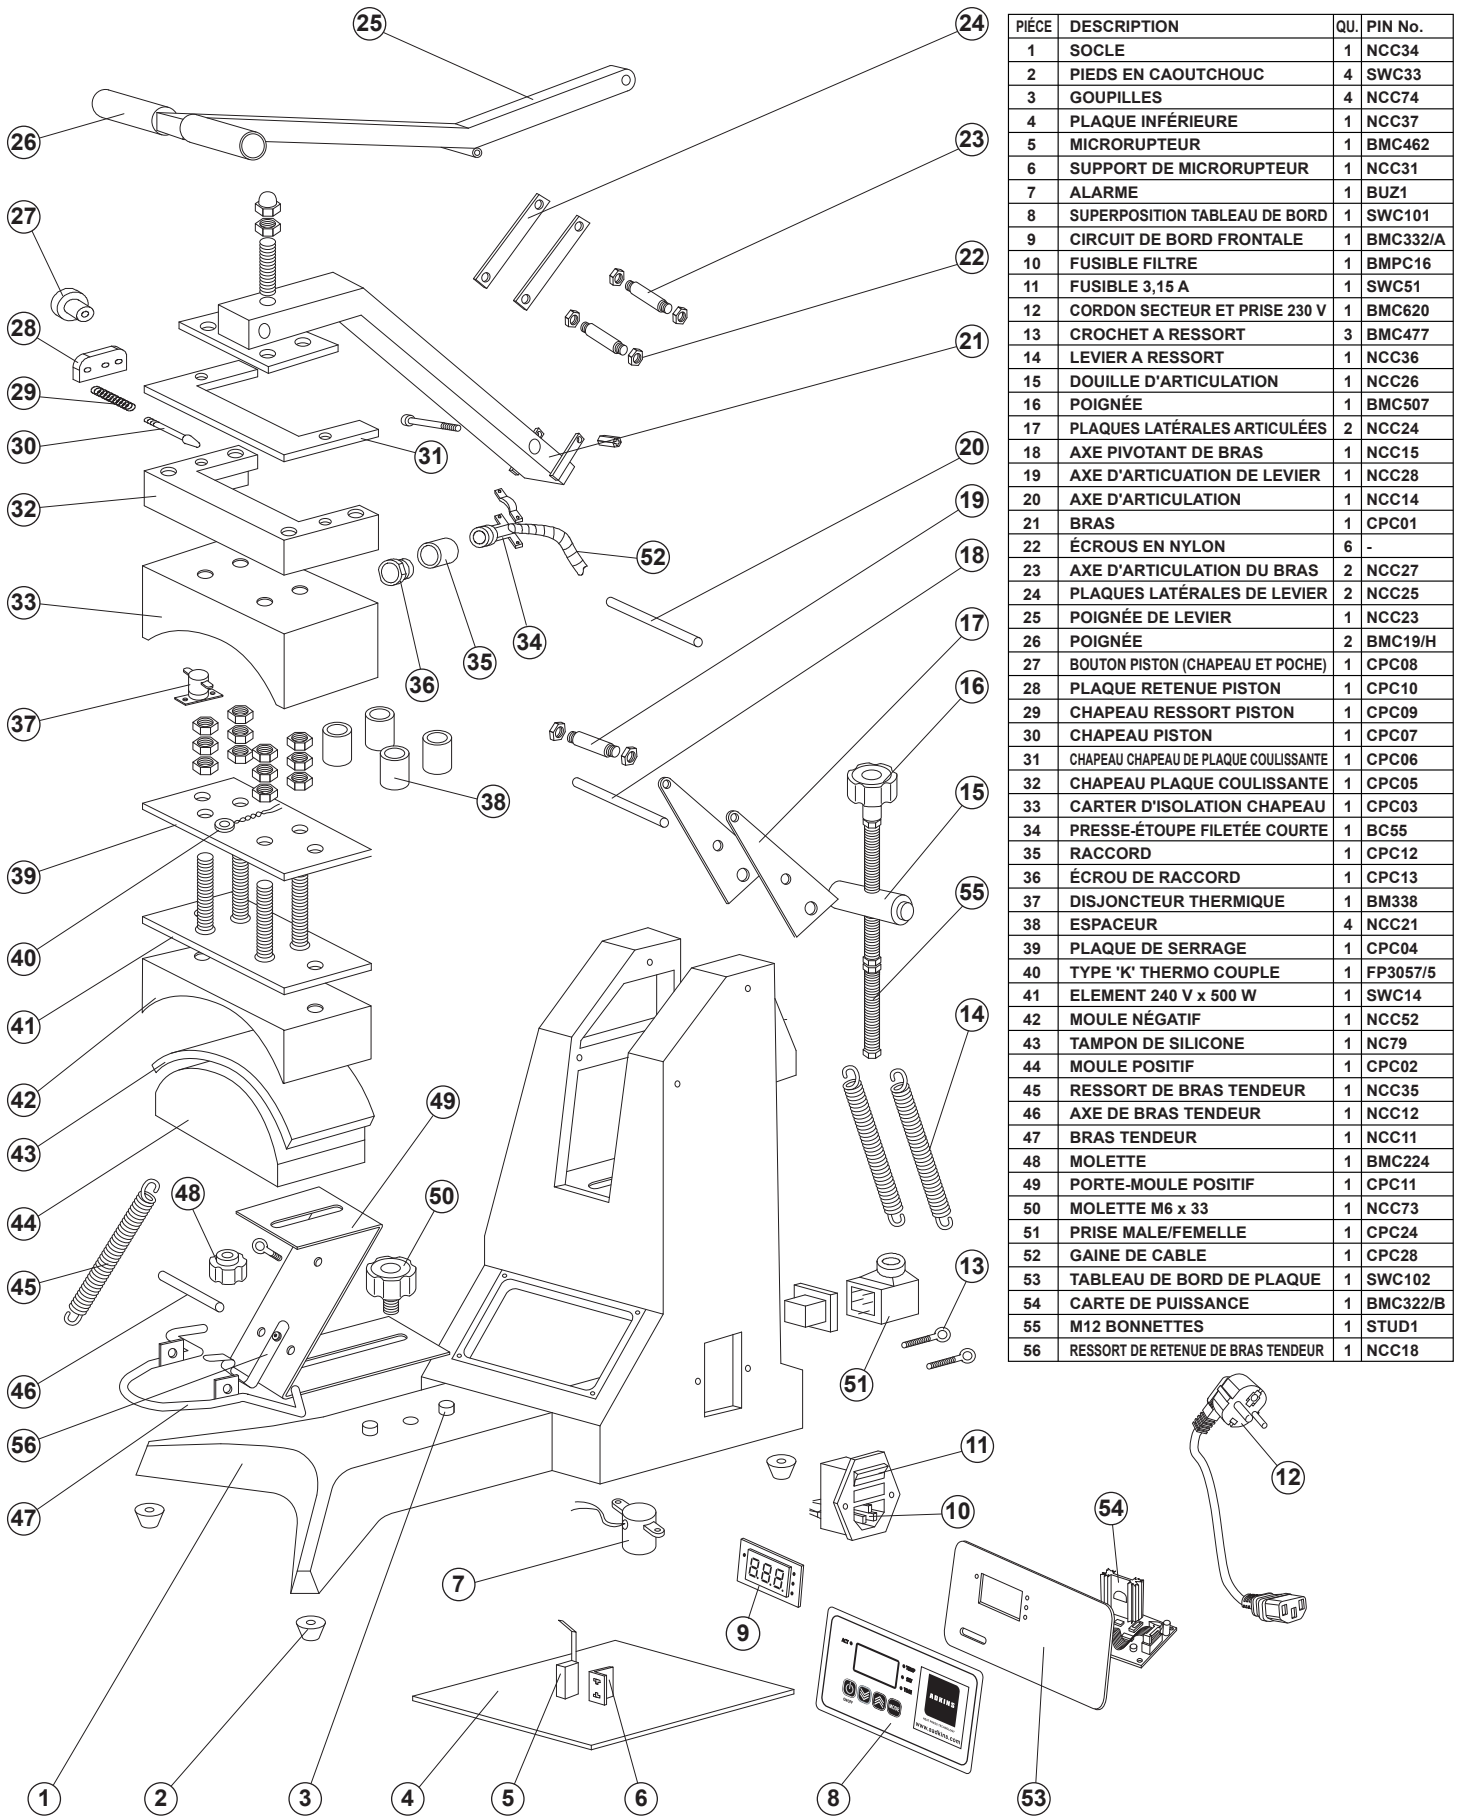 PIÉCE DESCRIPTION QU. PIN No.
1 SOCLE 1 NCC34
2 PIEDS EN CAOUTCHOUC 4 SWC33
3 GOUPILLES 4 NCC74
4 PLAQUE INFÉRIEURE 1 NCC37
5 MICRORUPTEUR 1 BMC462
6 SUPPORT DE MICRORUPTEUR 1 NCC31
7 ALARME 1 BUZ1
8 SUPERPOSITION TABLEAU DE BORD 1 SWC101
9 CIRCUIT DE BORD FRONTALE 1 BMC332/A
10 FUSIBLE FILTRE 1 BMPC16
11 FUSIBLE 3,15 A 1 SWC51
12 CORDON SECTEUR ET PRISE 230 V 1 BMC620
13 CROCHET A RESSORT 3 BMC477
14 LEVIER A RESSORT 1 NCC36
15 DOUILLE D'ARTICULATION 1 NCC26
16 POIGNÉE 1 BMC507
17 PLAQUES LATÉRALES ARTICULÉES 2 NCC24
18 AXE PIVOTANT DE BRAS 1 NCC15
19 AXE D'ARTICUATION DE LEVIER 1 NCC28
20 AXE D'ARTICULATION 1 NCC14
21 BRAS 1 CPC01
22 ÉCROUS EN NYLON 6 -
23 AXE D'ARTICULATION DU BRAS 2 NCC27
24 PLAQUES LATÉRALES DE LEVIER 2 NCC25
25 POIGNÉE DE LEVIER 1 NCC23
26 POIGNÉE 2 BMC19/H
27 BOUTON PISTON (CHAPEAU ET POCHE) 1 CPC08
28 PLAQUE RETENUE PISTON 1 CPC10
29 CHAPEAU RESSORT PISTON 1 CPC09
30 CHAPEAU PISTON 1 CPC07
31 CHAPEAU CHAPEAU DE PLAQUE COULISSANTE 1 CPC06
32 CHAPEAU PLAQUE COULISSANTE 1 CPC05
33 CARTER D'ISOLATION CHAPEAU 1 CPC03
34 PRESSE-ÉTOUPE FILETÉE COURTE 1 BC55
35 RACCORD 1 CPC12
36 ÉCROU DE RACCORD 1 CPC13
37 DISJONCTEUR THERMIQUE 1 BM338
38 ESPACEUR 4 NCC21
39 PLAQUE DE SERRAGE 1 CPC04
40 TYPE 'K' THERMO COUPLE 1 FP3057/5
41 ELEMENT 240 V x 500 W 1 SWC14
42 MOULE NÉGATIF 1 NCC52
43 TAMPON DE SILICONE 1 NC79
44 MOULE POSITIF 1 CPC02
45 RESSORT DE BRAS TENDEUR 1 NCC35
46 AXE DE BRAS TENDEUR 1 NCC12
47 BRAS TENDEUR 1 NCC11
48 MOLETTE 1 BMC224
49 PORTE-MOULE POSITIF 1 CPC11
50 MOLETTE M6 x 33 1 NCC73
51 PRISE MALE/FEMELLE 1 CPC24
52 GAINE DE CABLE 1 CPC28
53 TABLEAU DE BORD DE PLAQUE 1 SWC102
54 CARTE DE PUISSANCE 1 BMC322/B
55 M12 BONNETTES 1 STUD1
56 RESSORT DE RETENUE DE BRAS TENDEUR 1 NCC18
25
24
26
23
27
22
28
21
29
30
31
20
32
19
52
18
33
34
17
35
36
16
37
38
15
39
55
40
41
14
42
49
43
48
50
44
45
13
46
51
56
11
12
47
10
54
7
9
8.8.8.
ADKINS
www.aadkins.com
1
2
3
4
5
6
8
53